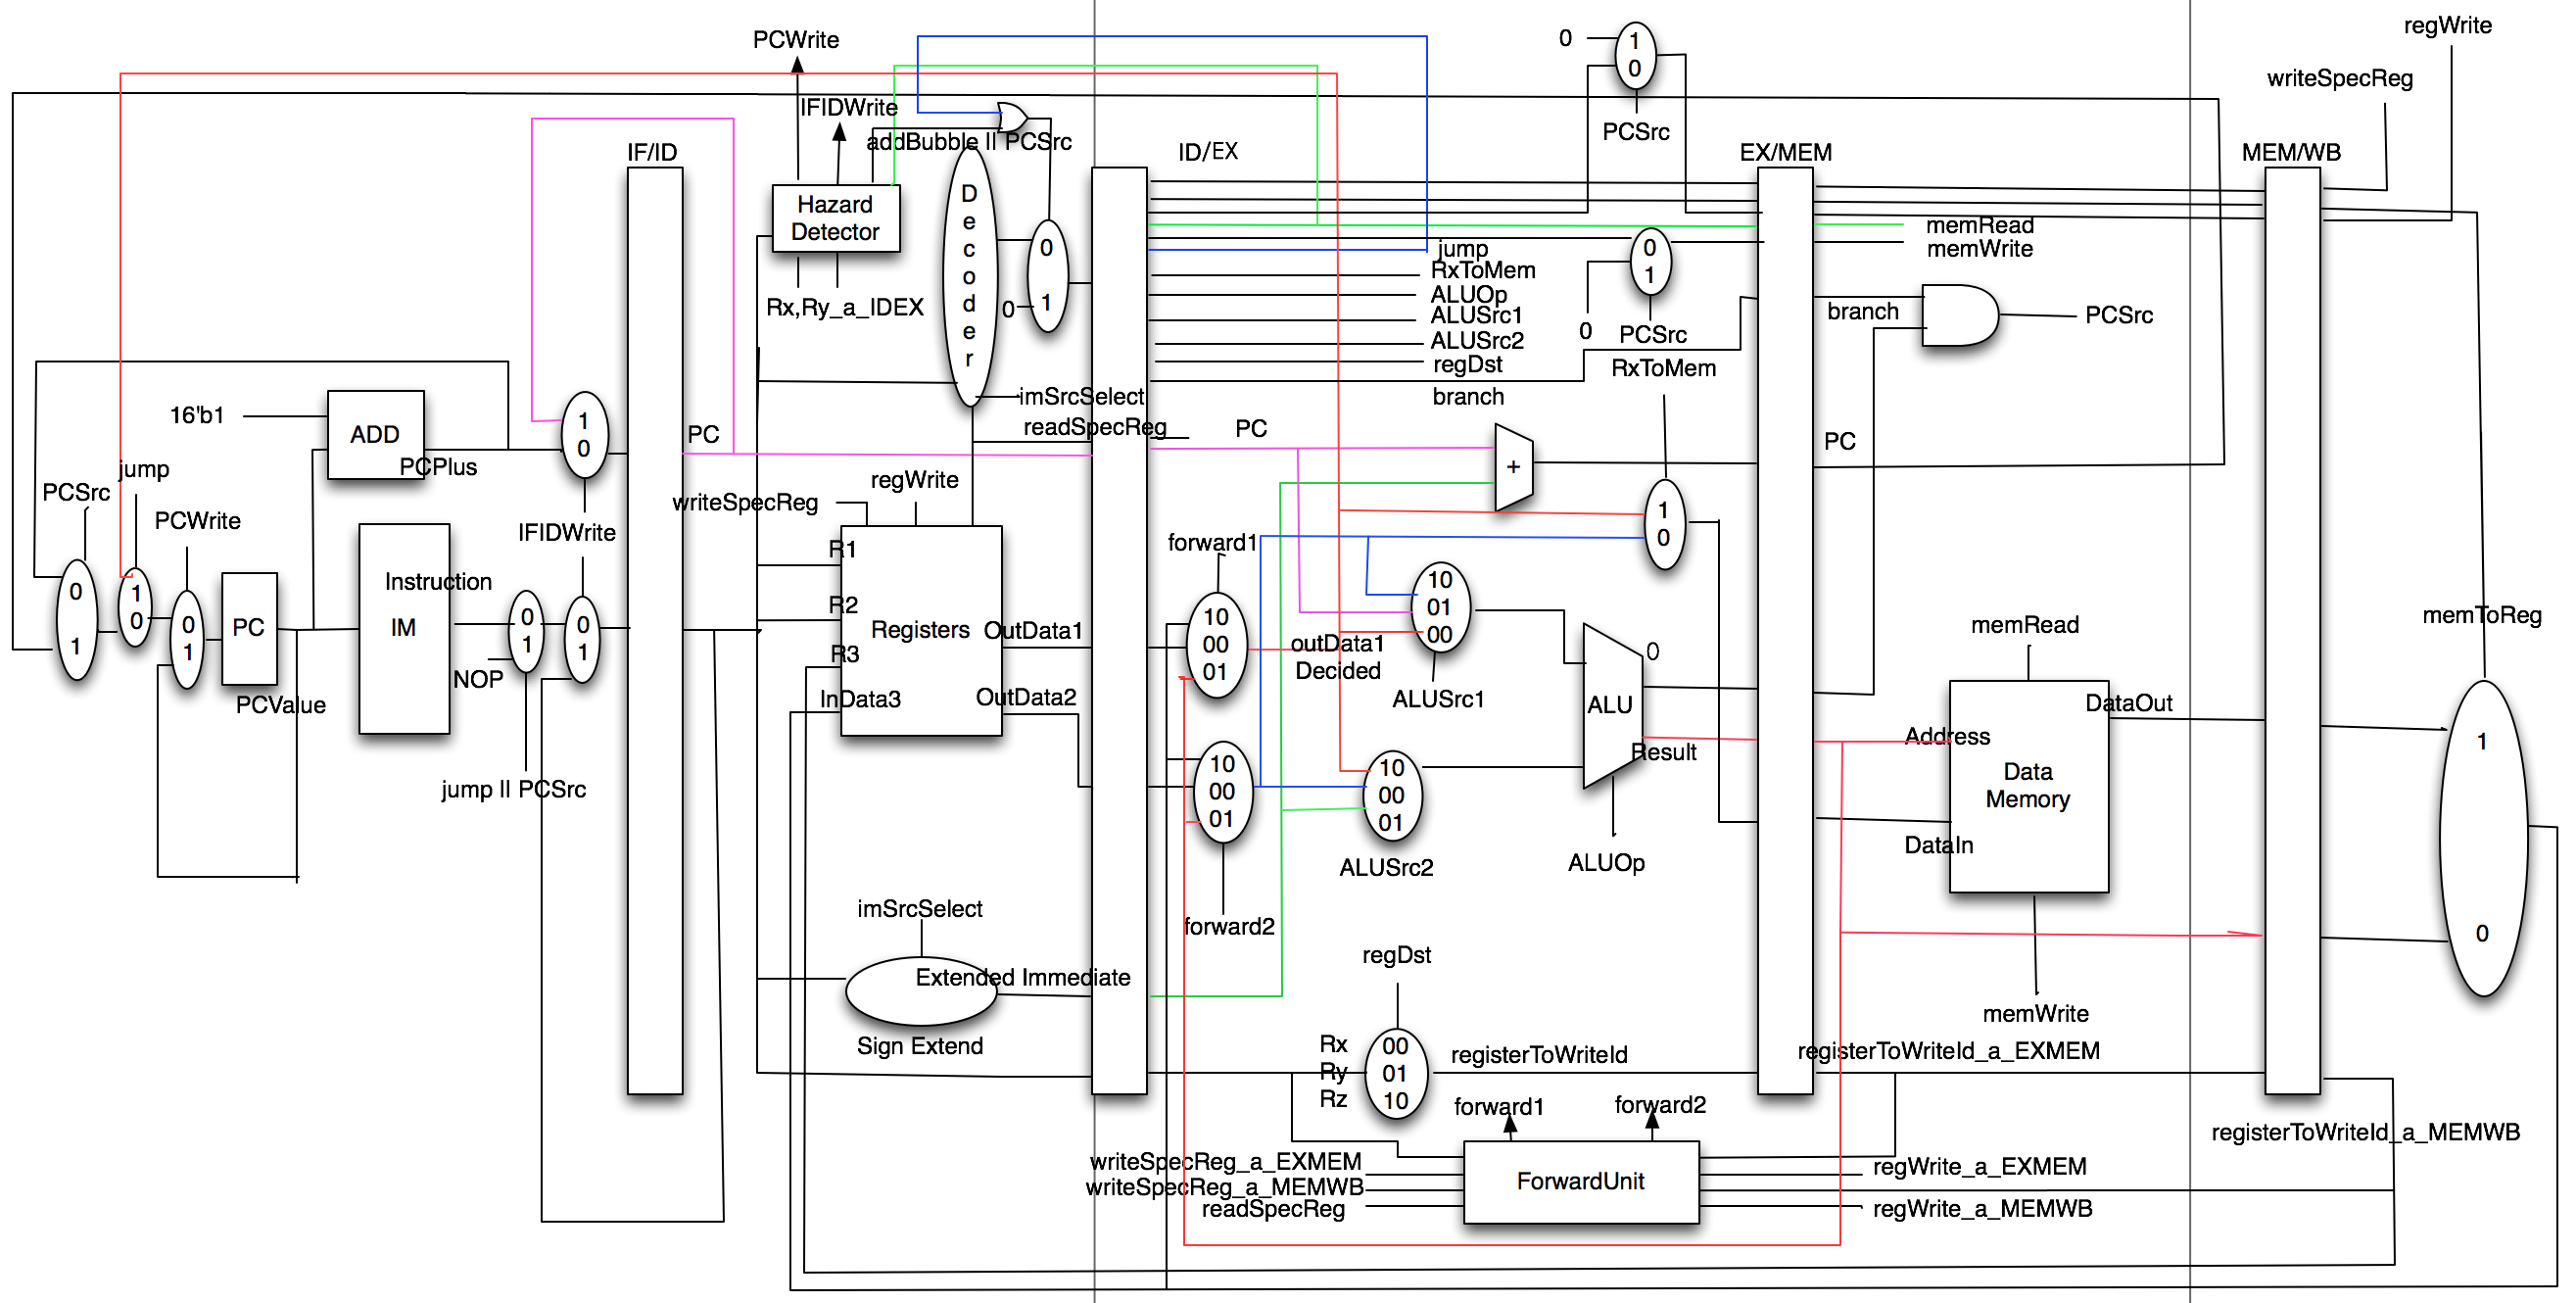 PCWrite
0
1
0
PCSrc
regWrite
writeSpecReg
IFIDWrite
addBubble II PCSrc
IF/ID
ID/EX
EX/MEM
MEM/WB
Hazard
Detector
D
e
c
o
d
e
r
0
1
0
Rx,Ry_a_IDEX
imSrcSelect
readSpecReg
jump
RxToMem
ALUOp
ALUSrc1
ALUSrc2
regDst
branch
0
1
0
PCSrc
RxToMem
memRead
memWrite
branch
PCSrc
16'b1
ADD
PCPlus
1
0
IFIDWrite
PC
PC
+
PC
PCSrc
jump
PCWrite
0
1
1
0
0
1
PC
PCValue
Instruction
IM
0
1
NOP
jump II PCSrc
0
1
writeSpecReg
regWrite
R1
R2
R3
InData3
Registers
OutData1
OutData2
forward1
10
00
01
outData1
Decided
10
00
01
forward2
10
01
00
ALUSrc1
10
00
01
ALUSrc2
1
0
0
ALU
Result
ALUOp
memRead
Address
DataOut
Data
Memory
DataIn
memWrite
memToReg
1
0
imSrcSelect
Extended Immediate
Sign Extend
regDst
Rx
Ry
Rz
00
01
10
registerToWriteId
registerToWriteId_a_EXMEM
registerToWriteId_a_MEMWB
forward1
forward2
writeSpecReg_a_EXMEM
writeSpecReg_a_MEMWB
readSpecReg
ForwardUnit
regWrite_a_EXMEM
regWrite_a_MEMWB